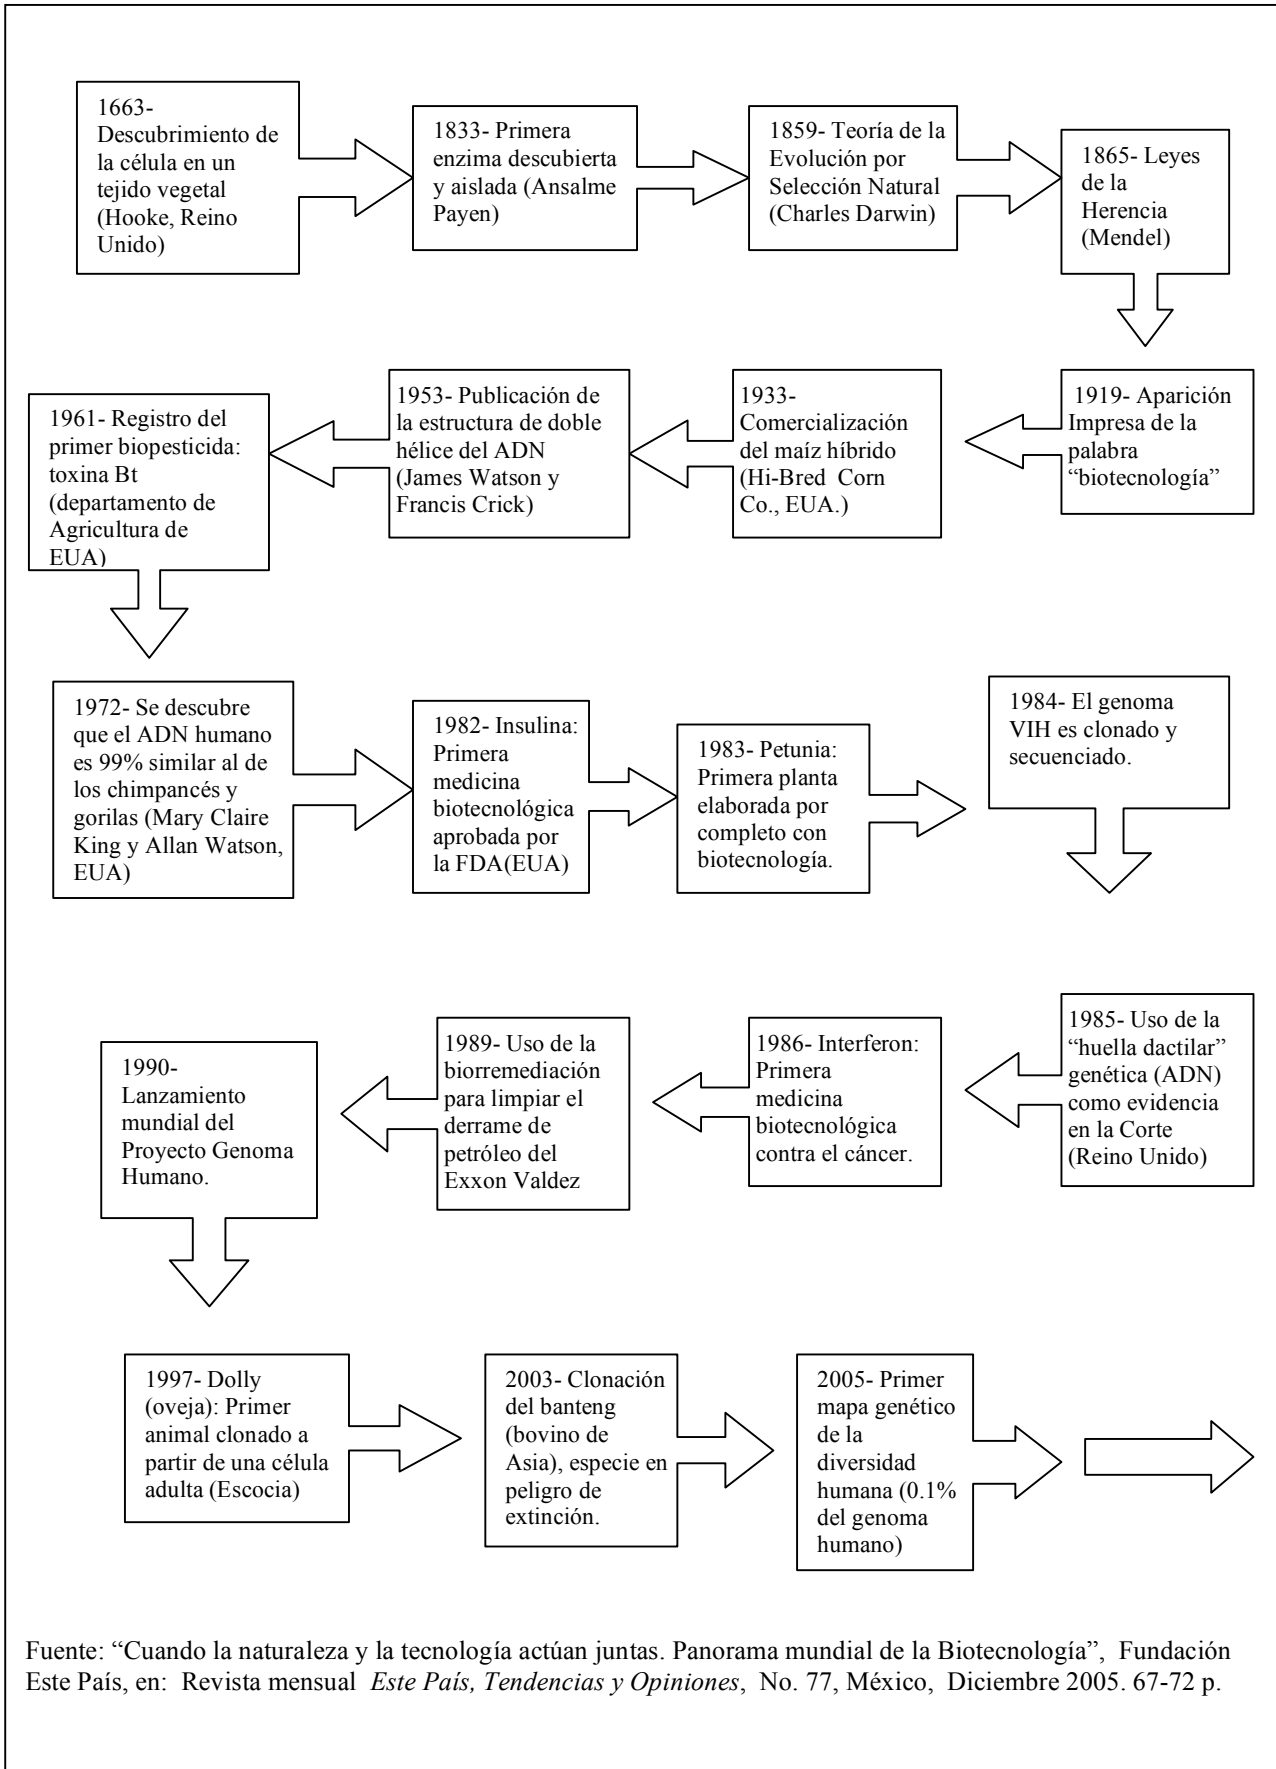 1663-
Descubrimiento de
la célula en un
tejido vegetal
(Hooke, Reino
Unido)
1833- Primera
enzima descubierta
y aislada (Ansalme
Payen)
1859- Teoría de la
Evolución por
Selección Natural
(Charles Darwin)
1865- Leyes
de la
Herencia
(Mendel)
1919- Aparición
Impresa de la
palabra
“biotecnología”
1933-
Comercialización
del maíz híbrido
(Hi-Bred Corn
Co., EUA.)
1953- Publicación de
la estructura de doble
hélice del ADN
(James Watson y
Francis Crick)
1961- Registro del
primer biopesticida:
toxina Bt
(departamento de
Agricultura de
EUA)
1972- Se descubre
que el ADN humano
es 99% similar al de
los chimpancés y
gorilas (Mary Claire
King y Allan Watson,
EUA)
1982- Insulina:
Primera
medicina
biotecnológica
aprobada por
la FDA(EUA)
1983- Petunia:
Primera planta
elaborada por
completo con
biotecnología.
1984- El genoma
VIH es clonado y
secuenciado.
1985- Uso de la
“huella dactilar”
genética (ADN)
como evidencia
en la Corte
(Reino Unido)
1986- Interferon:
Primera
medicina
biotecnológica
contra el cáncer.
1989- Uso de la
biorremediación
para limpiar el
derrame de
petróleo del
Exxon Valdez
1990-
Lanzamiento
mundial del
Proyecto Genoma
Humano.
1997- Dolly
(oveja): Primer
animal clonado a
partir de una célula
adulta (Escocia)
2003- Clonación
del banteng
(bovino de
Asia), especie en
peligro de
extinción.
2005- Primer
mapa genético
de la
diversidad
humana (0.1%
del genoma
humano)
Fuente: “Cuando la naturaleza y la tecnología actúan juntas. Panorama mundial de la Biotecnología”, Fundación
Este País, en: Revista mensual Este País, Tendencias y Opiniones, No. 77, México, Diciembre 2005. 67-72 p.